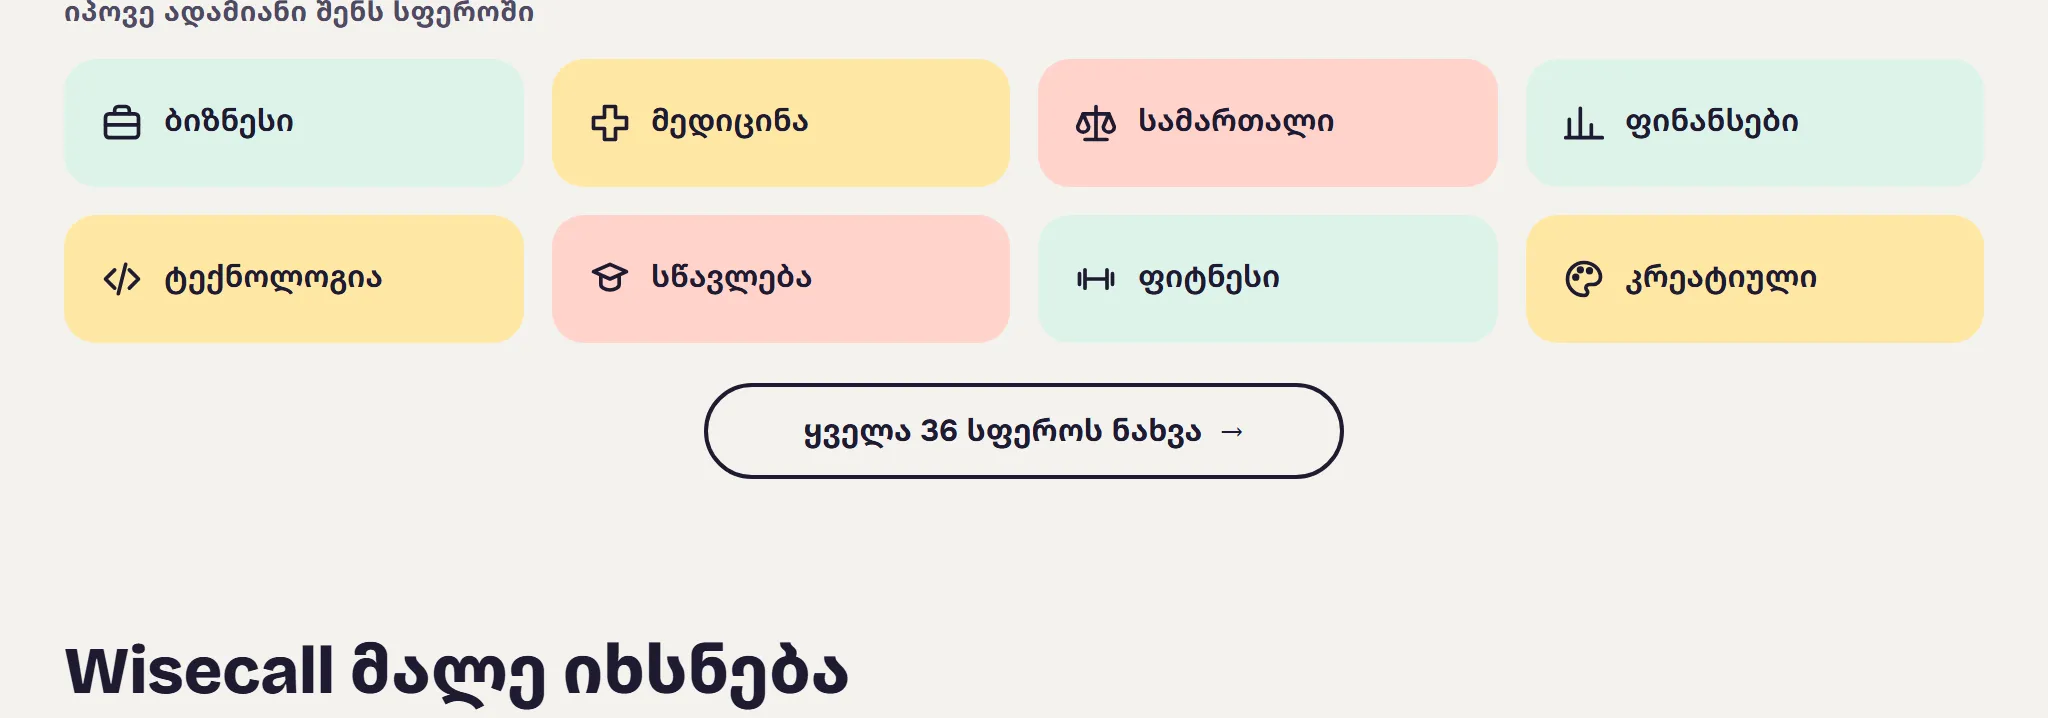 იპოვე ადამიანი შენს სფეროში
ბიზნესი
მედიცინა
სამართალი
ფინანსები
ტექნოლოგია
სწავლება
ფიტნესი
კრეატიული
ყველა 36 სფეროს ნახვა →
Wisecall მალე იხსნება